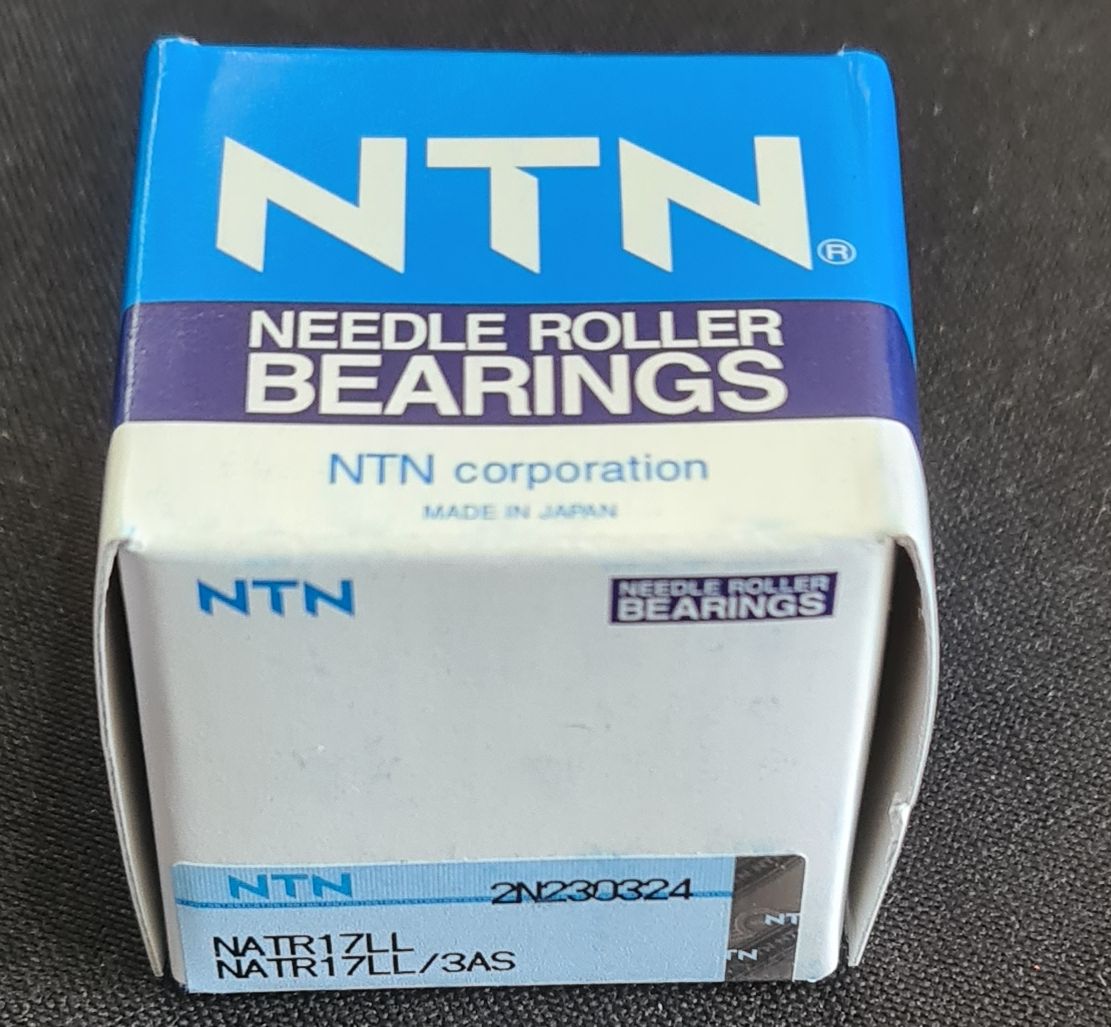 NTN®
NEEDLE ROLLER
BEARINGS
NTN corporation
MADE IN JAPAN
NTN
NEEDLE ROLLER
BEARINGS
NTN 2N230324
NATR17LL
NATR17LL/3AS